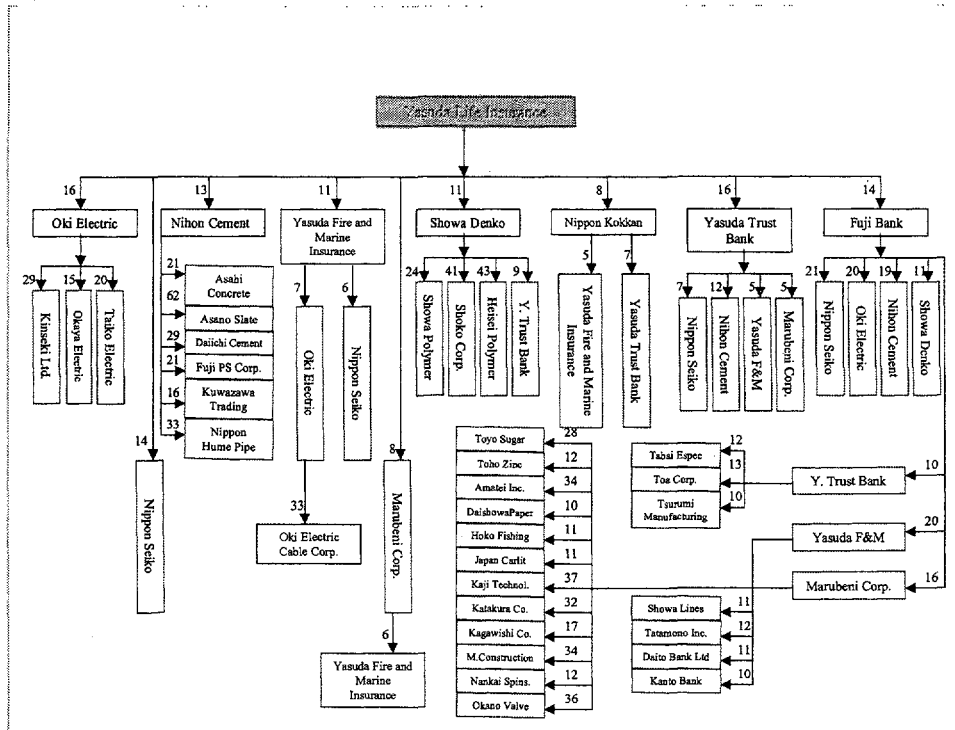 Yasuda Life Insurance
16
13
11
11
8
16
14
Oki Electric
Nihon Cement
Yasuda Fire and
Marine
Insurance
Showa Denko
Nippon Kokkan
Yasuda Trust
Bank
Fuji Bank
29
15
20
Kinseki Ltd.
Okaya Electric
Taiko Electric
14
Nippon Seiko
21
Asahi
Concrete
62
Asano Slate
29
Daiichi Cement
21
Fuji PS Corp.
16
Kuwazawa
Trading
33
Nippon
Hume Pipe
7
6
Oki Electric
Nippon Seiko
33
Oki Electric
Cable Corp.
8
Marubeni Corp.
6
Yasuda Fire and
Marine
Insurance
24
41
43
9
Showa Polymer
Shoko Corp.
Heisei Polymer
Y. Trust Bank
5
7
Yasuda Fire and Marine
Insurance
Yasuda Trust Bank
7
12
5
5
Nippon Seiko
Nihon Cement
Yasuda F&M
Marubeni Corp.
21
20
19
11
Nippon Seiko
Oki Electric
Nihon Cement
Showa Denko
10
Y. Trust Bank
20
Yasuda F&M
16
Marubeni Corp.
Toyo Sugar
28
Toho Zinc
12
Amatei Inc.
34
DaishowaPaper
10
Hoko Fishing
11
Japan Carlit
11
Kaji Technol.
37
Katakura Co.
32
Kagawishi Co.
17
M.Construction
34
Nankai Spins.
12
Okano Valve
36
Tabai Espec
12
Toa Corp.
13
Tsurumi
Manufacturing
10
Showa Lines
11
Tatamono Inc.
12
Daito Bank Ltd
11
Kanto Bank
10